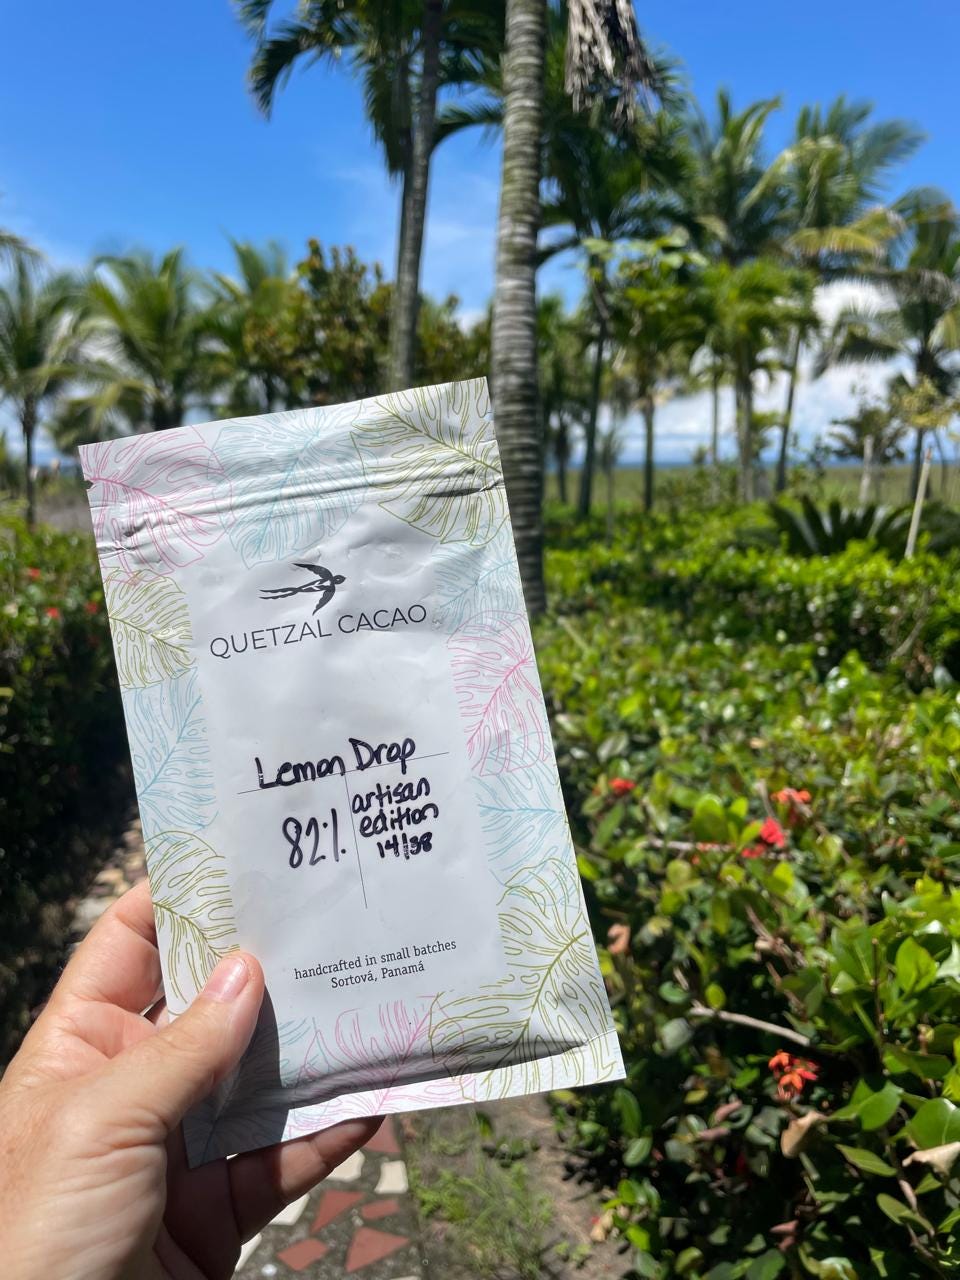 QUETZAL CACAO
Lemon Drop
82%
artisan
edition
14/38
handcrafted in small batches
Sortová, Panamá